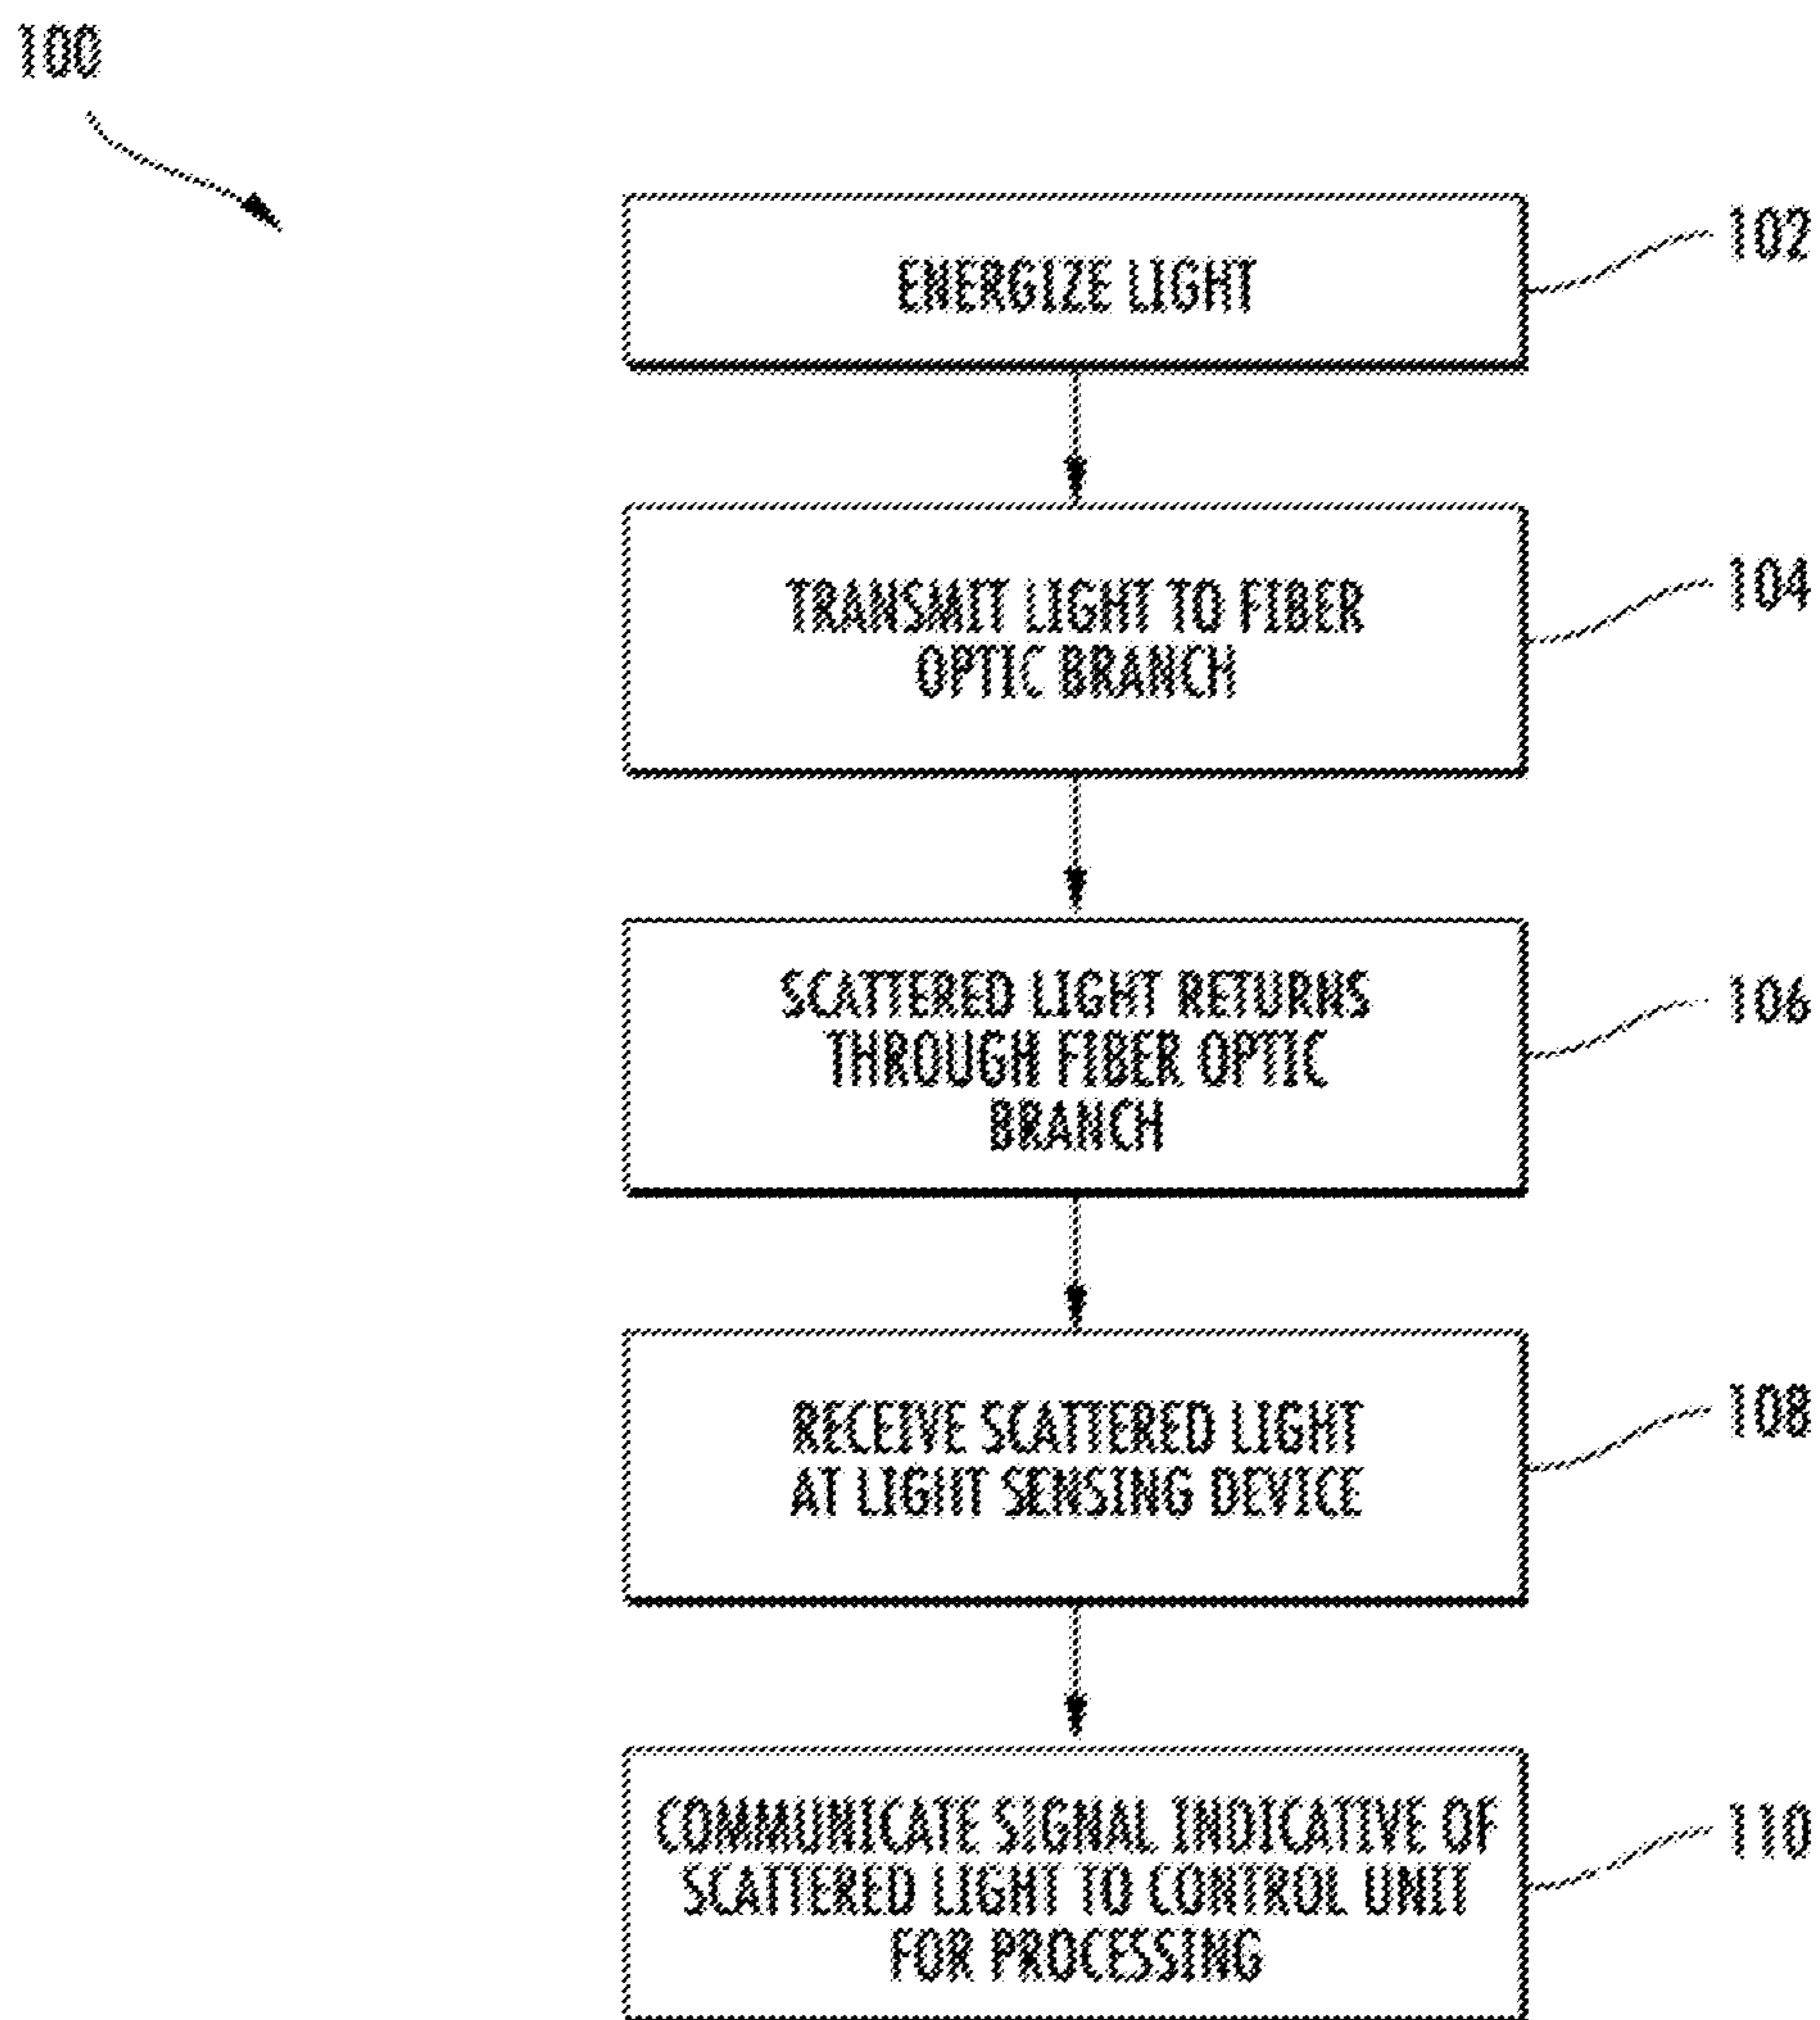 100
ENERGIZE LIGHT
102
TRANSMIT LIGHT TO FIBER
OPTIC BRANCH
104
SCATTERED LIGHT RETURNS
THROUGH FIBER OPTIC
BRANCH
106
RECEIVE SCATTERED LIGHT
AT LIGHT SENSING DEVICE
108
COMMUNICATE SIGNAL INDICATIVE OF
SCATTERED LIGHT TO CONTROL UNIT
FOR PROCESSING
110